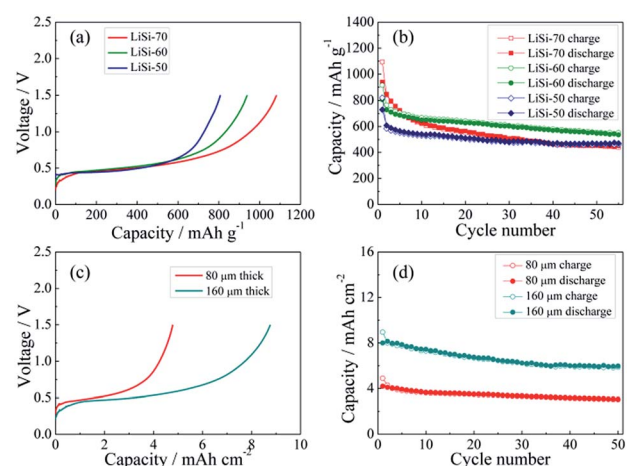 (a)
LiSi-70
LiSi-60
LiSi-50
Voltage / V
2.5
2.0
1.5
1.0
0.5
0.0
0 200 400 600 800 1000 1200
Capacity / mAh g⁻¹
(b)
LiSi-70 charge
LiSi-70 discharge
LiSi-60 charge
LiSi-60 discharge
LiSi-50 charge
LiSi-50 discharge
Capacity / mAh g⁻¹
1400
1200
1000
800
600
400
200
0
0 10 20 30 40 50
Cycle number
(c)
80 μm thick
160 μm thick
Voltage / V
2.5
2.0
1.5
1.0
0.5
0.0
0 2 4 6 8 10
Capacity / mAh cm⁻²
(d)
80 μm charge
80 μm discharge
160 μm charge
160 μm discharge
Capacity / mAh cm⁻²
16
12
8
4
0
0 10 20 30 40 50
Cycle number